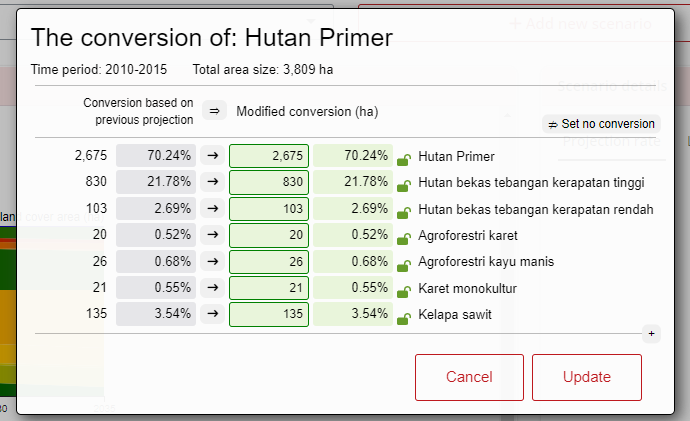 + Add new scenario
The conversion of: Hutan Primer
Time period: 2010-2015 Total area size: 3,809 ha
Scenario details
Conversion based on
previous projection ⇒ Modified conversion (ha)
⇏ Set no conversion
Projection rate
2,675 70.24% → 2,675 70.24% Hutan Primer
830 21.78% → 830 21.78% Hutan bekas tebangan kerapatan tinggi
103 2.69% → 103 2.69% Hutan bekas tebangan kerapatan rendah
land cover area
20 0.52% → 20 0.52% Agroforestri karet
26 0.68% → 26 0.68% Agroforestri kayu manis
21 0.55% → 21 0.55% Karet monokultur
135 3.54% → 135 3.54% Kelapa sawit
+
Cancel Update